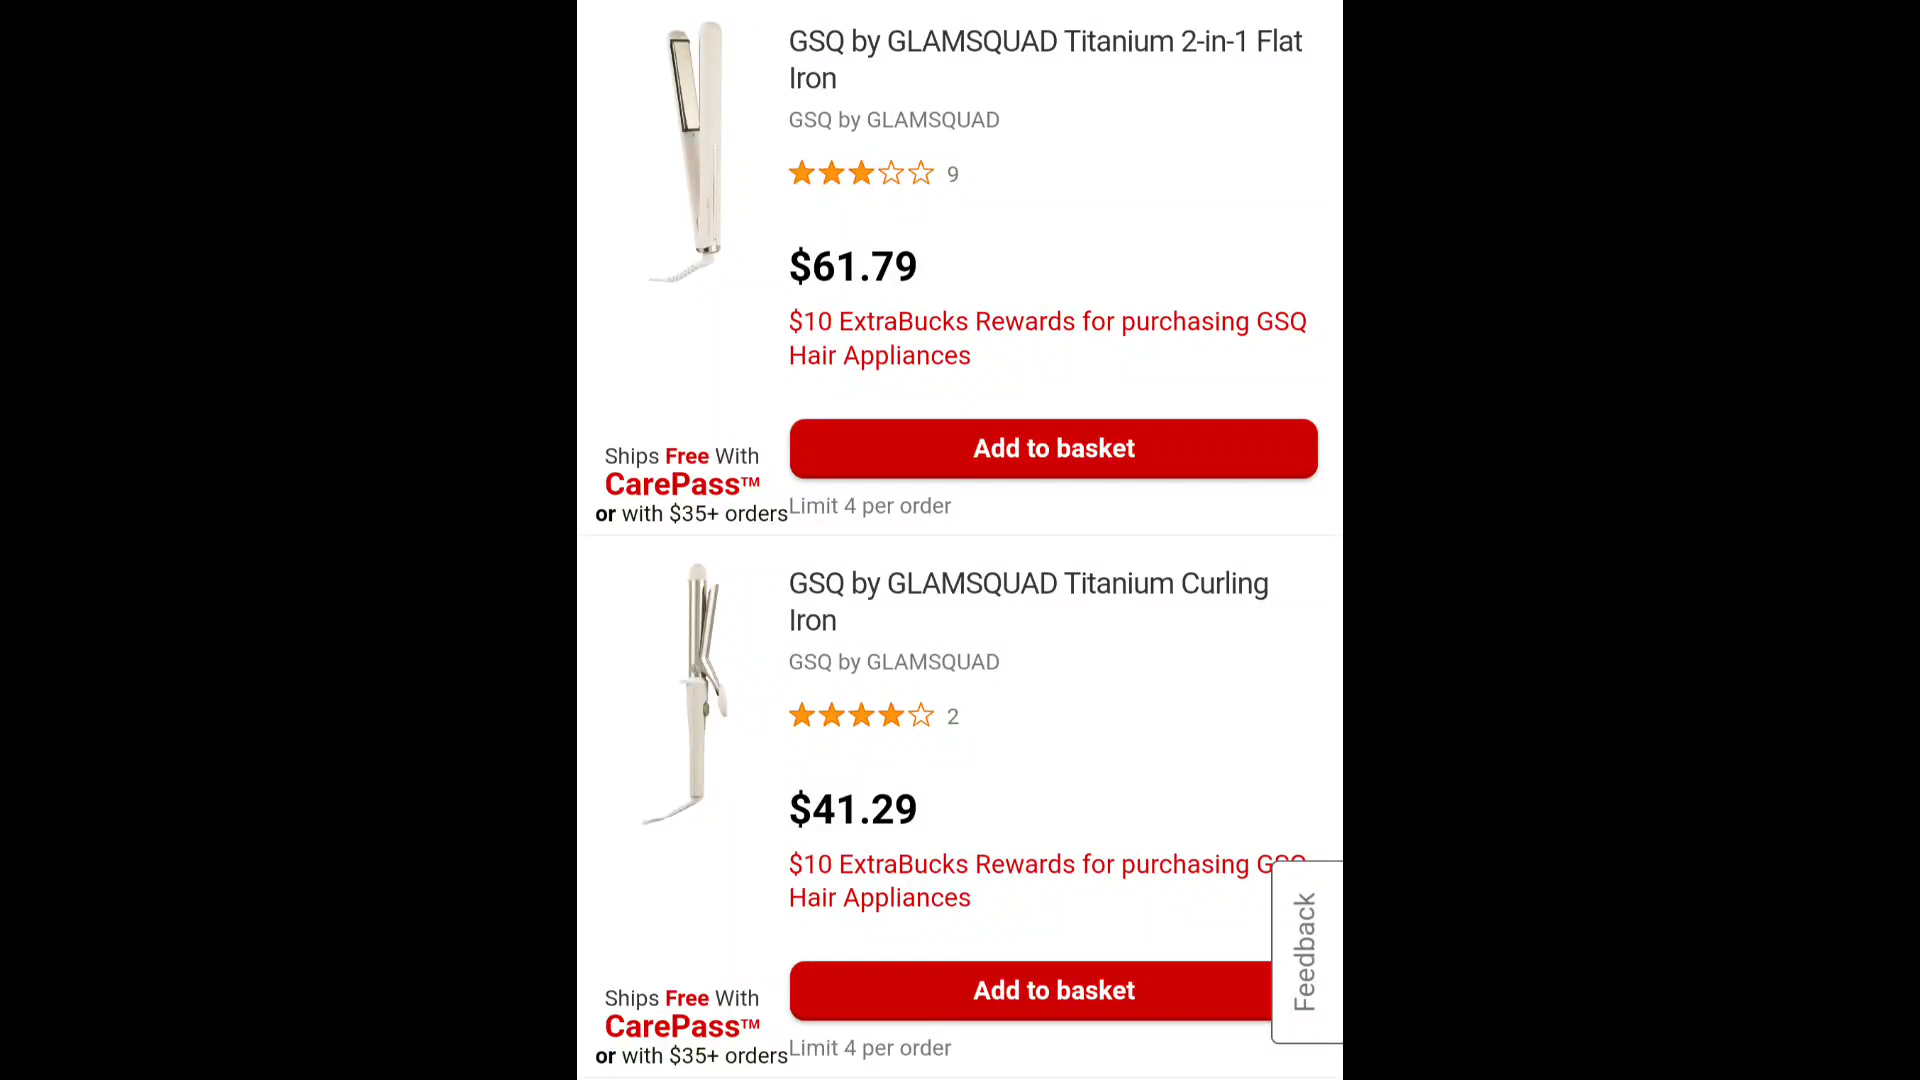 GSQ by GLAMSQUAD Titanium 2-in-1 Flat
Iron
GSQ by GLAMSQUAD
9
$61.79
$10 ExtraBucks Rewards for purchasing GSQ
Hair Appliances
Add to basket
Ships Free With
CarePass™
or with $35+ orders
Limit 4 per order
GSQ by GLAMSQUAD Titanium Curling
Iron
GSQ by GLAMSQUAD
2
$41.29
$10 ExtraBucks Rewards for purchasing GSQ
Hair Appliances
Feedback
Add to basket
Ships Free With
CarePass™
or with $35+ orders
Limit 4 per order